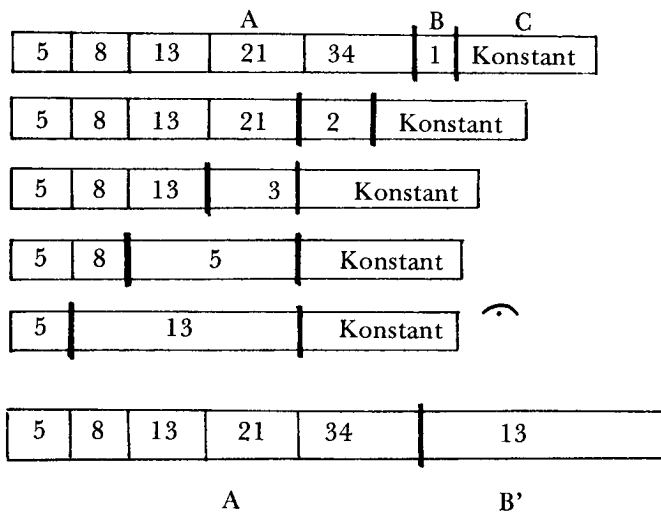 A B C
5 8 13 21 34 1 Konstant
5 8 13 21 2 Konstant
5 8 13 3 Konstant
5 8 5 Konstant
5 13 Konstant
5 8 13 21 34 13
A B'